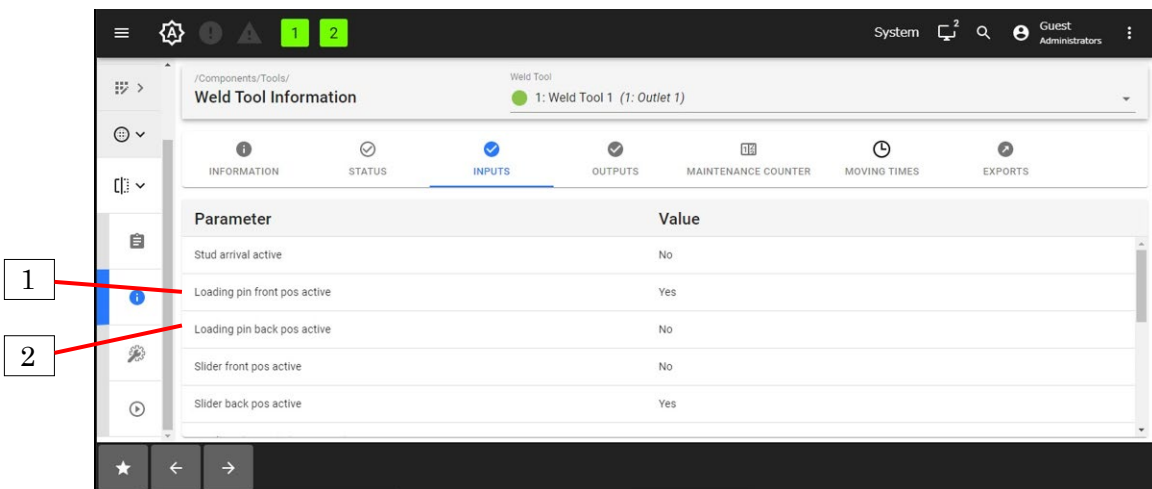 1 2 System 2 Guest
Administrators
/Components/Tools/ Weld Tool
Weld Tool Information 1: Weld Tool 1 (1: Outlet 1)
INFORMATION STATUS INPUTS OUTPUTS MAINTENANCE COUNTER MOVING TIMES EXPORTS
Parameter Value
Stud arrival active No
1
Loading pin front pos active Yes
Loading pin back pos active No
2
Slider front pos active No
Slider back pos active Yes